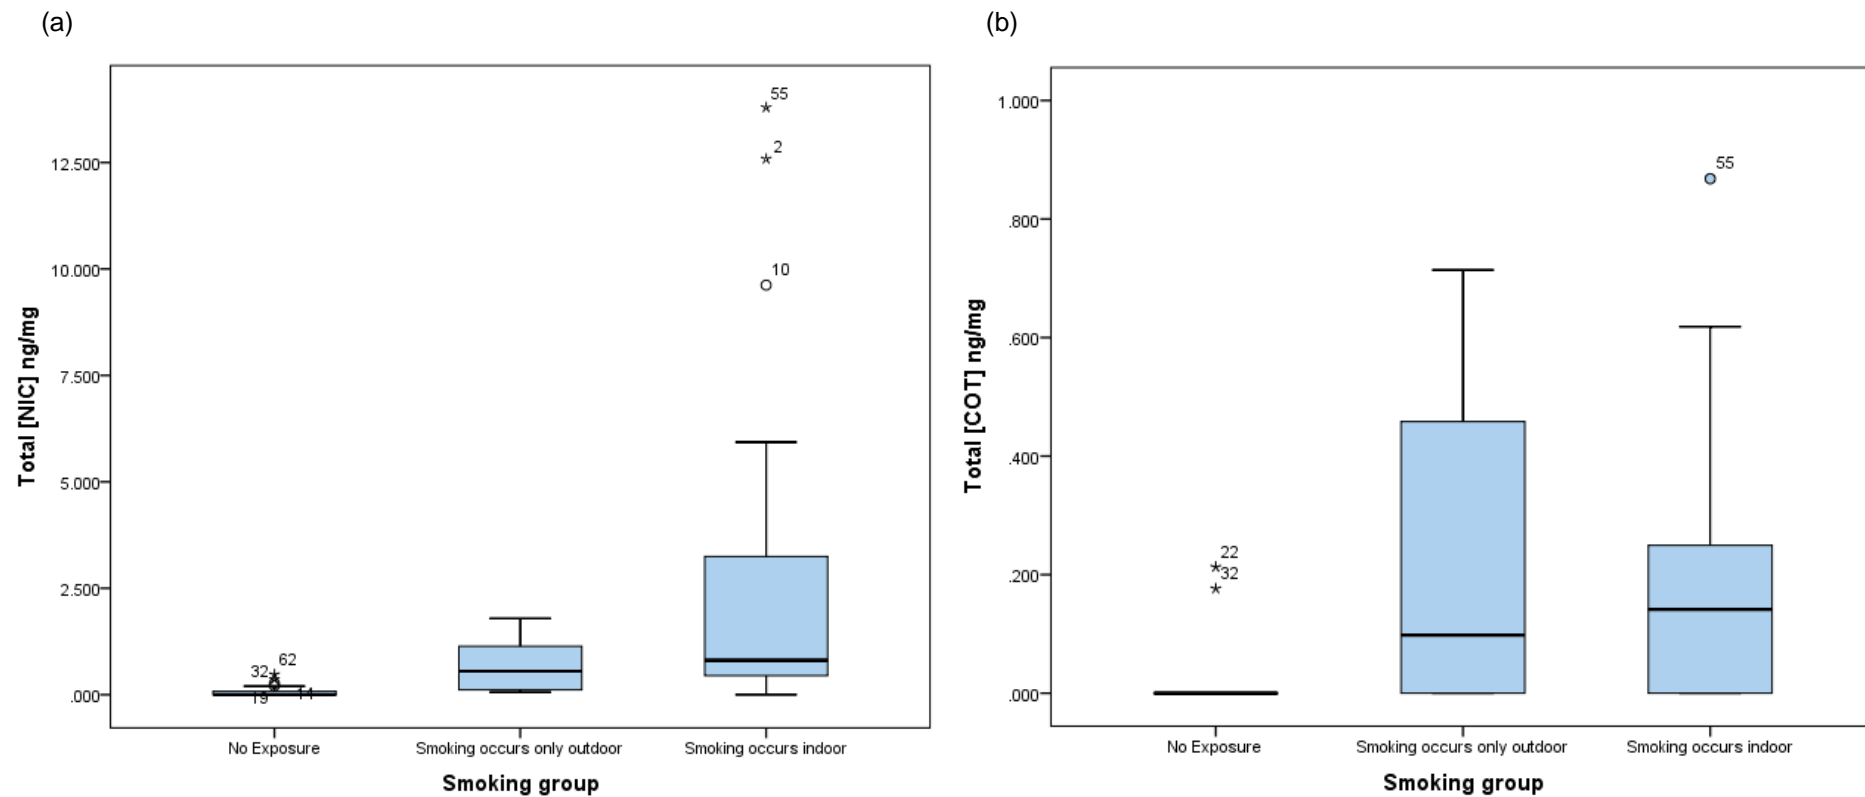 (a)
Total [NIC] ng/mg
12.500
10.000
7.500
5.000
2.500
.000
55
2
10
32
62
19
14
No Exposure
Smoking occurs only outdoor
Smoking occurs indoor
Smoking group
(b)
Total [COT] ng/mg
1.000
.800
.600
.400
.200
.000
55
22
32
No Exposure
Smoking occurs only outdoor
Smoking occurs indoor
Smoking group